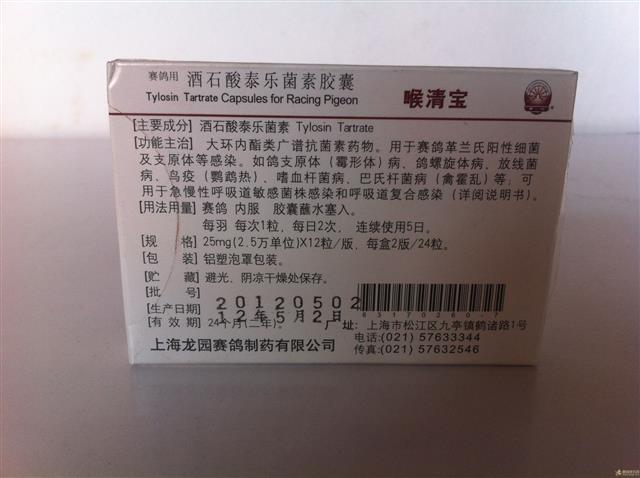 赛鸽用 酒石酸泰乐菌素胶囊
Tylosin Tartrate Capsules for Racing Pigeon
喉清宝
[主要成分] 酒石酸泰乐菌素 Tylosin Tartrate
[功能主治] 大环内酯类广谱抗菌素药物。用于赛鸽革兰氏阳性细菌
及支原体等感染。如鸽支原体（霉形体）病、鸽螺旋体病、放线菌
病、鸟疫（鹦鹉热）、嗜血杆菌病、巴氏杆菌病（禽霍乱）等；可
用于急慢性呼吸道敏感菌株感染和呼吸道复合感染（详阅说明书）。
[用法用量] 赛鸽 内服 胶囊蘸水塞入。
每羽 每次1粒，每日2次， 连续使用5日。
[规 格] 25mg(2.5万单位)X12粒/版，每盒2版/24粒。
[包 装] 铝塑泡罩包装。
[贮 藏] 避光、阴凉干燥处保存。
[批 号] 20120502
[生产日期] 12年5月2日
63170260-7
[有 效 期] 24个月(二年)。 厂 址：上海市松江区九亭镇鹤诸路1号
电话:(021) 57633344
上海龙园赛鸽制药有限公司 传真:(021) 57632546